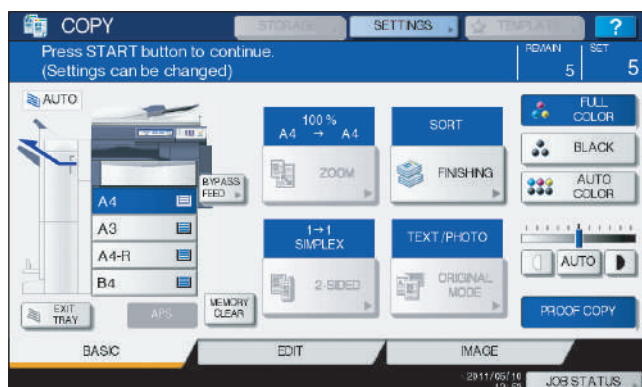 COPY
STORAGE
SETTINGS
TEMPLATE
?
Press START button to continue.
(Settings can be changed)
REMAIN
5
SET
5
AUTO
100 %
A4 → A4
ZOOM
SORT
FINISHING
FULL
COLOR
BLACK
AUTO
COLOR
BYPASS
FEED
A4
A3
A4-R
B4
1→1
SIMPLEX
2-SIDED
TEXT/PHOTO
ORIGINAL
MODE
AUTO
EXIT
TRAY
APS
MEMORY
CLEAR
PROOF COPY
BASIC
EDIT
IMAGE
2011/05/10
JOB STATUS